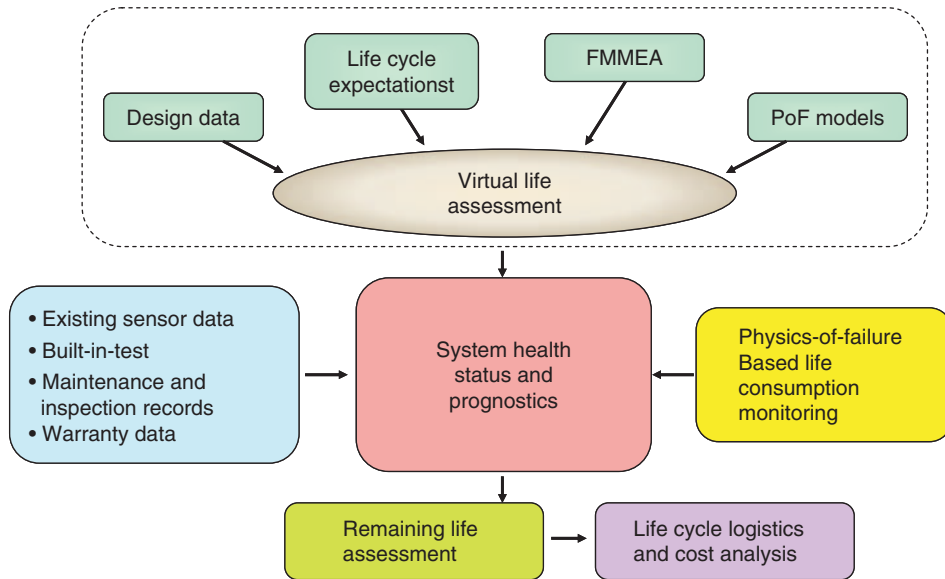 Life cycle
expectationst
FMMEA
Design data
PoF models
Virtual life
assessment
• Existing sensor data
• Built-in-test
• Maintenance and
inspection records
• Warranty data
System health
status and
prognostics
Physics-of-failure
Based life
consumption
monitoring
Remaining life
assessment
Life cycle logistics
and cost analysis